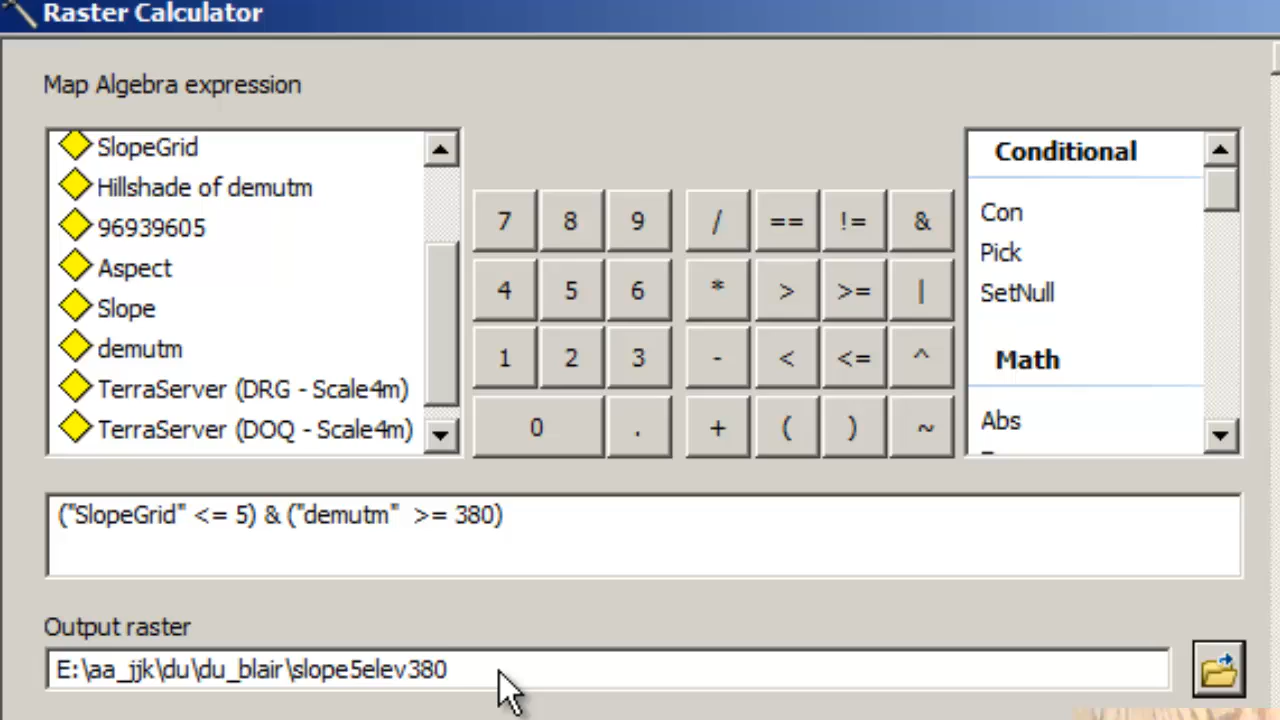 Raster Calculator
Map Algebra expression
SlopeGrid
Hillshade of demutm
96939605
Aspect
Slope
demutm
TerraServer (DRG - Scale4m)
TerraServer (DOQ - Scale4m)
7 8 9 / == != &
4 5 6 * > >= |
1 2 3 - < <= ^
0 . + ( ) ~
Conditional
Con
Pick
SetNull
Math
Abs
("SlopeGrid" <= 5) & ("demutm"  >= 380)
Output raster
E:\aa_jjk\du\du_blair\slope5elev380